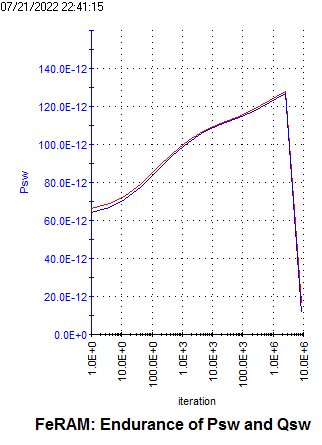 07/21/2022 22:41:15
140.0E-12
120.0E-12
100.0E-12
80.0E-12
60.0E-12
40.0E-12
20.0E-12
0.0E+0
Psw
1.0E+0
10.0E+0
100.0E+0
1.0E+3
10.0E+3
100.0E+3
1.0E+6
10.0E+6
iteration
FeRAM: Endurance of Psw and Qsw